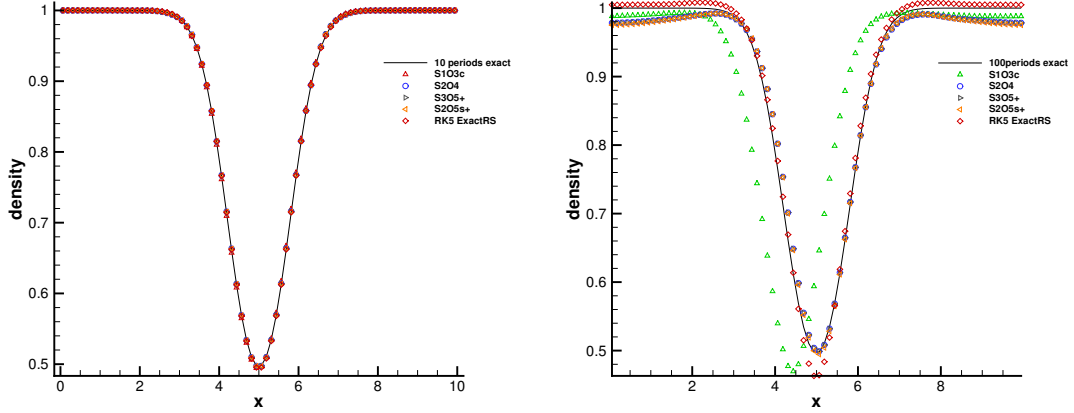 1
0.9
0.8
0.7
0.6
0.5
density
0 2 4 6 8 10
x
10 periods exact
S1O3c
S2O4
S3O5+
S2O5s+
RK5 ExactRS
1
0.9
0.8
0.7
0.6
0.5
density
2 4 6 8
x
100periods exact
S1O3c
S2O4
S3O5+
S2O5s+
RK5 ExactRS